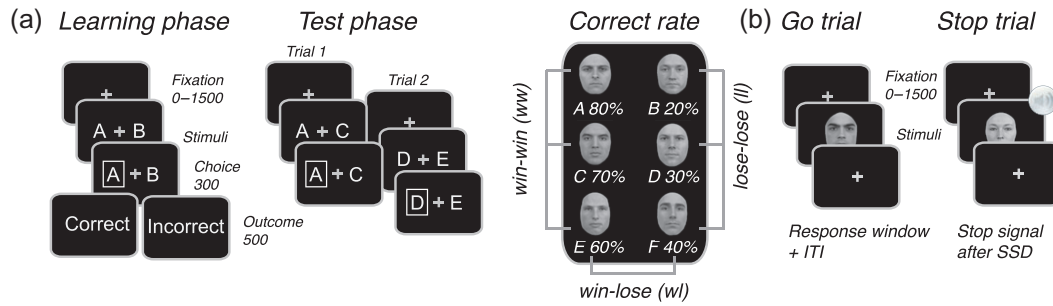 (a) Learning phase
Fixation
0–1500
+
A + B
Stimuli
A + B
Choice
300
Correct
Incorrect
Outcome
500
Test phase
Trial 1
+
A + C
A + C
Trial 2
+
D + E
D + E
Correct rate
win-win (ww)
A 80%
B 20%
C 70%
D 30%
E 60%
F 40%
lose-lose (ll)
win-lose (wl)
(b) Go trial
Fixation
0–1500
+
Stimuli
+
Response window
+ ITI
Stop trial
+
+
Stop signal
after SSD